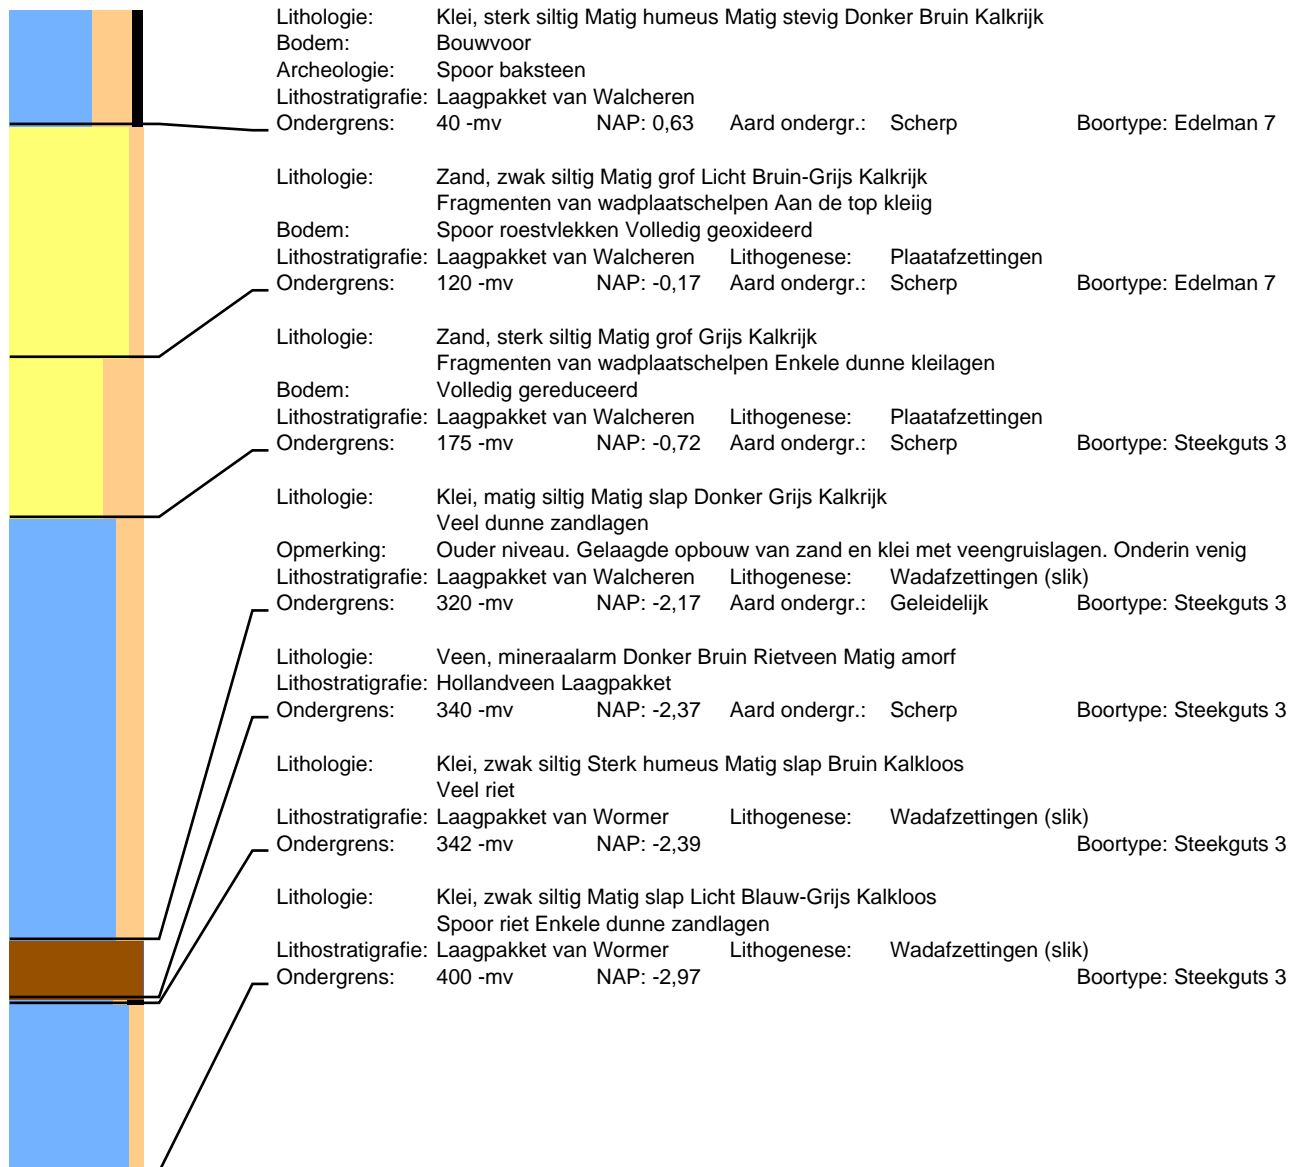 Lithologie: Klei, sterk siltig Matig humeus Matig stevig Donker Bruin Kalkrijk
Bodem: Bouwvoor
Archeologie: Spoor baksteen
Lithostratigrafie: Laagpakket van Walcheren
Ondergrens: 40 -mv NAP: 0,63 Aard ondergr.: Scherp Boortype: Edelman 7
Lithologie: Zand, zwak siltig Matig grof Licht Bruin-Grijs Kalkrijk
Fragmenten van wadplaatschelpen Aan de top kleiig
Bodem: Spoor roestvlekken Volledig geoxideerd
Lithostratigrafie: Laagpakket van Walcheren Lithogenese: Plaatafzettingen
Ondergrens: 120 -mv NAP: -0,17 Aard ondergr.: Scherp Boortype: Edelman 7
Lithologie: Zand, sterk siltig Matig grof Grijs Kalkrijk
Fragmenten van wadplaatschelpen Enkele dunne kleilagen
Bodem: Volledig gereduceerd
Lithostratigrafie: Laagpakket van Walcheren Lithogenese: Plaatafzettingen
Ondergrens: 175 -mv NAP: -0,72 Aard ondergr.: Scherp Boortype: Steekguts 3
Lithologie: Klei, matig siltig Matig slap Donker Grijs Kalkrijk
Veel dunne zandlagen
Opmerking: Ouder niveau. Gelaagde opbouw van zand en klei met veengruislagen. Onderin venig
Lithostratigrafie: Laagpakket van Walcheren Lithogenese: Wadafzettingen (slik)
Ondergrens: 320 -mv NAP: -2,17 Aard ondergr.: Geleidelijk Boortype: Steekguts 3
Lithologie: Veen, mineraalarm Donker Bruin Rietveen Matig amorf
Lithostratigrafie: Hollandveen Laagpakket
Ondergrens: 340 -mv NAP: -2,37 Aard ondergr.: Scherp Boortype: Steekguts 3
Lithologie: Klei, zwak siltig Sterk humeus Matig slap Bruin Kalkloos
Veel riet
Lithostratigrafie: Laagpakket van Wormer Lithogenese: Wadafzettingen (slik)
Ondergrens: 342 -mv NAP: -2,39 Boortype: Steekguts 3
Lithologie: Klei, zwak siltig Matig slap Licht Blauw-Grijs Kalkloos
Spoor riet Enkele dunne zandlagen
Lithostratigrafie: Laagpakket van Wormer Lithogenese: Wadafzettingen (slik)
Ondergrens: 400 -mv NAP: -2,97 Boortype: Steekguts 3